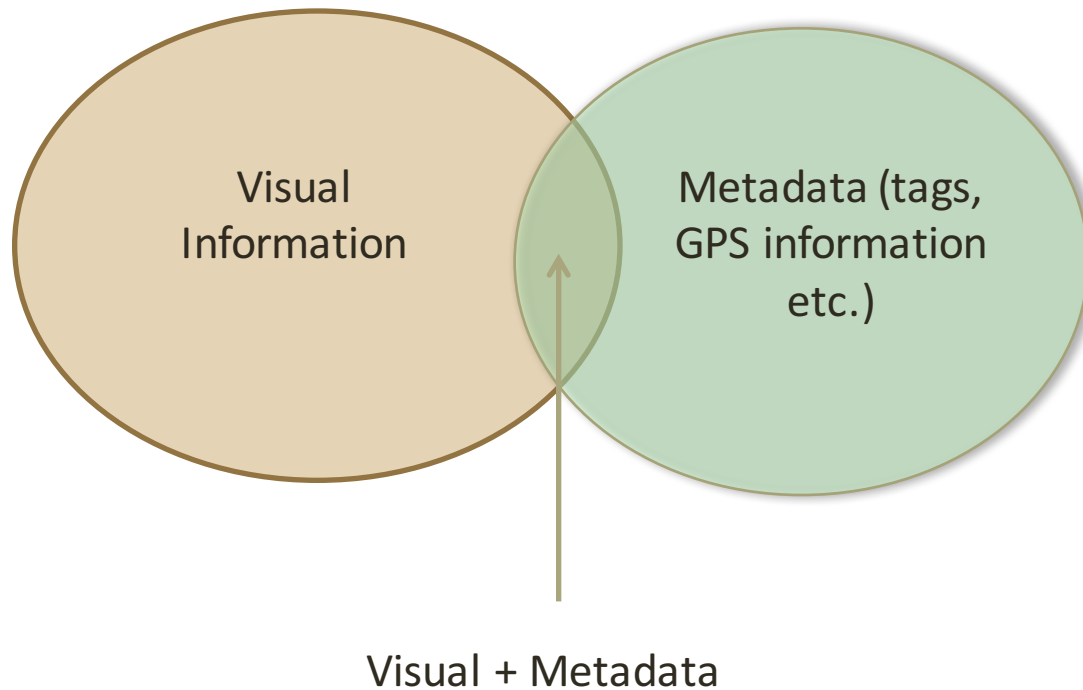 Visual
Information
Metadata (tags,
GPS information
etc.)
Visual + Metadata